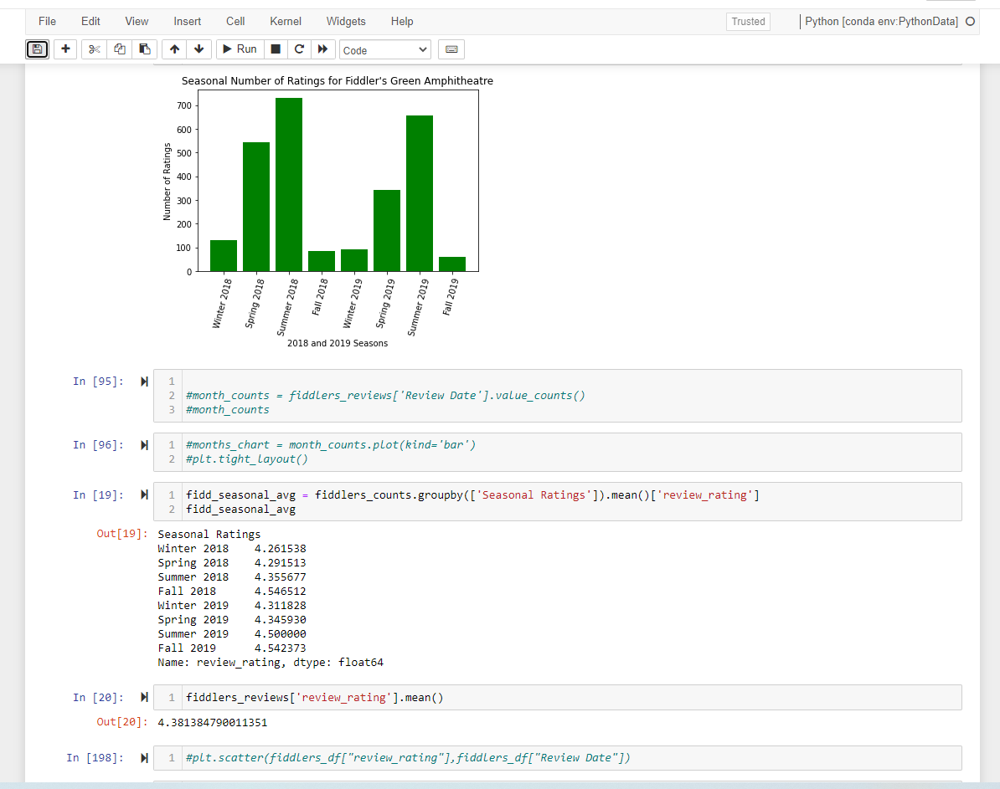 File Edit View Insert Cell Kernel Widgets Help Trusted Python [conda env:PythonData]
Run Code
Seasonal Number of Ratings for Fiddler's Green Amphitheatre
Number of Ratings
700
600
500
400
300
200
100
0
Winter 2018
Spring 2018
Summer 2018
Fall 2018
Winter 2019
Spring 2019
Summer 2019
Fall 2019
2018 and 2019 Seasons
In [95]: 1
2 #month_counts = fiddlers_reviews['Review Date'].value_counts()
3 #month_counts
In [96]: 1 #months_chart = month_counts.plot(kind='bar')
2 #plt.tight_layout()
In [19]: 1 fidd_seasonal_avg = fiddlers_counts.groupby(['Seasonal Ratings']).mean()['review_rating']
2 fidd_seasonal_avg
Out[19]: Seasonal Ratings
Winter 2018 4.261538
Spring 2018 4.291513
Summer 2018 4.355677
Fall 2018 4.546512
Winter 2019 4.311828
Spring 2019 4.345930
Summer 2019 4.500000
Fall 2019 4.542373
Name: review_rating, dtype: float64
In [20]: 1 fiddlers_reviews['review_rating'].mean()
Out[20]: 4.381384790011351
In [198]: 1 #plt.scatter(fiddlers_df["review_rating"],fiddlers_df["Review Date"])